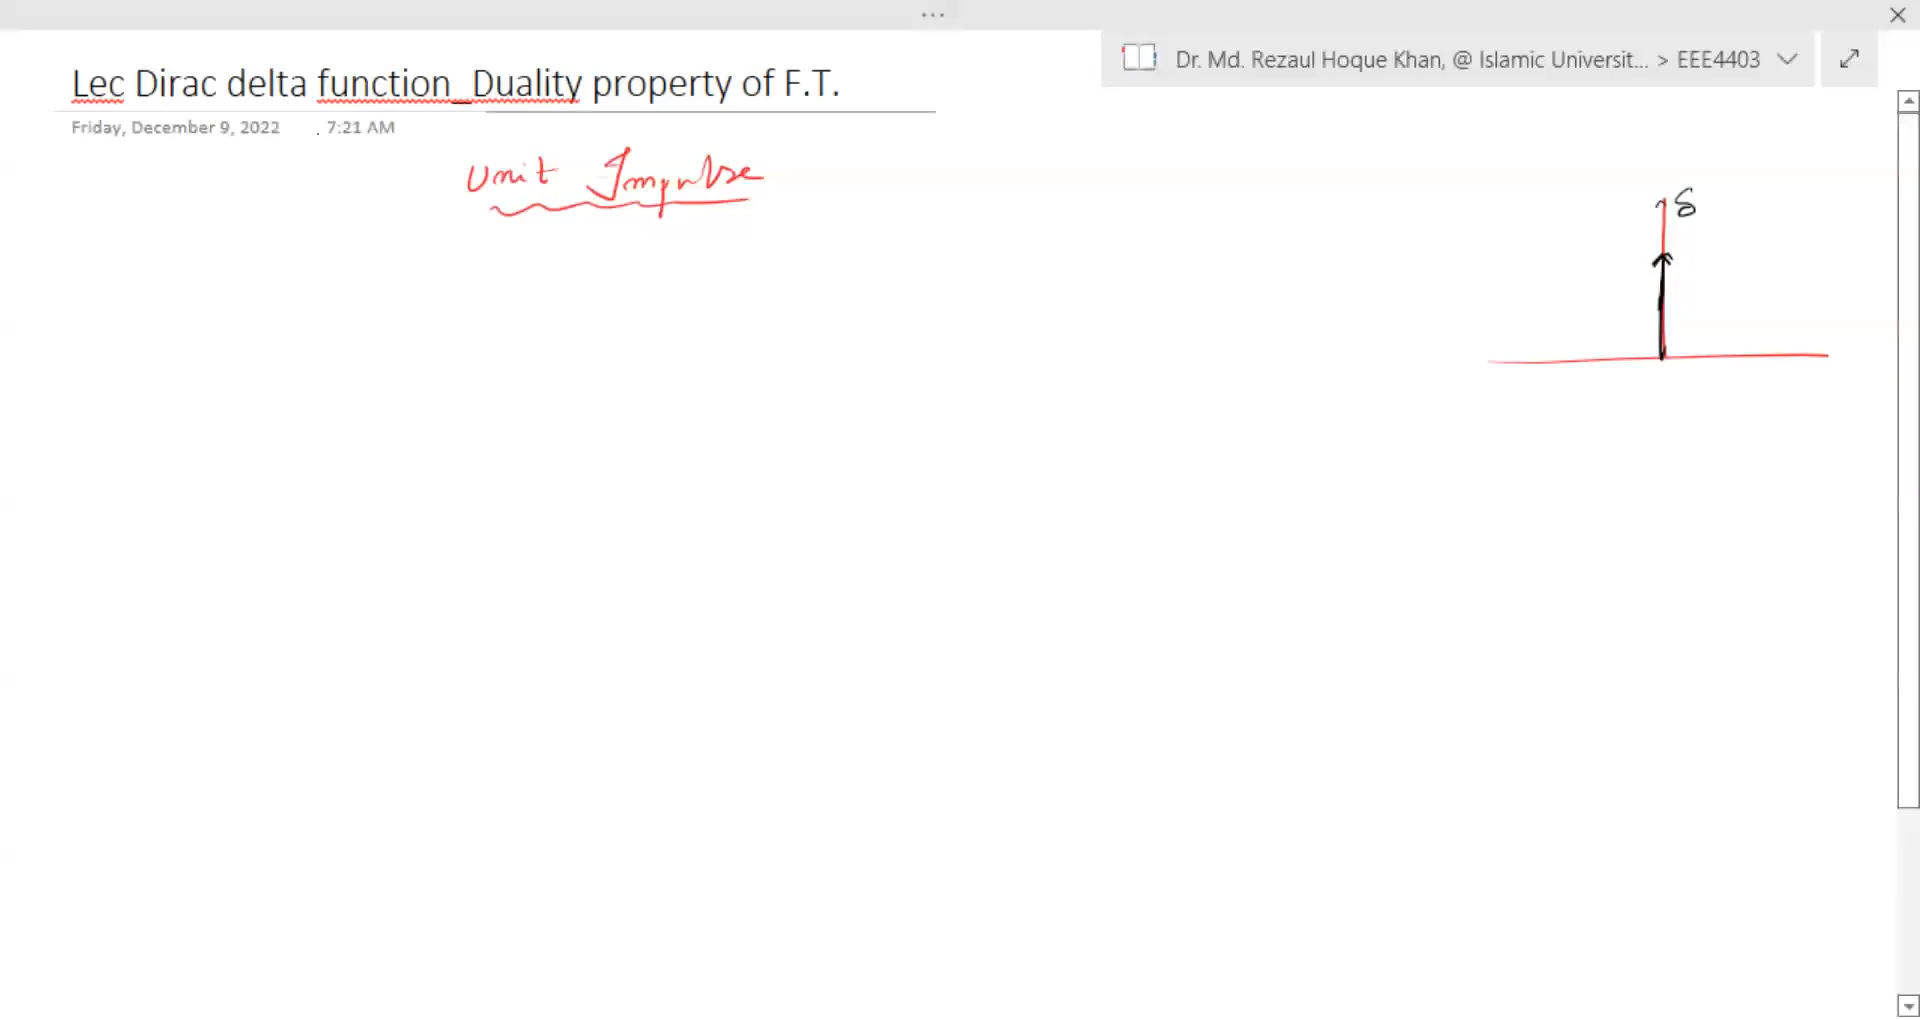 Dr. Md. Rezaul Hoque Khan, @ Islamic Universit... > EEE4403
Lec Dirac delta function_Duality property of F.T.
Friday, December 9, 2022 7:21 AM
Unit Impulse
δ